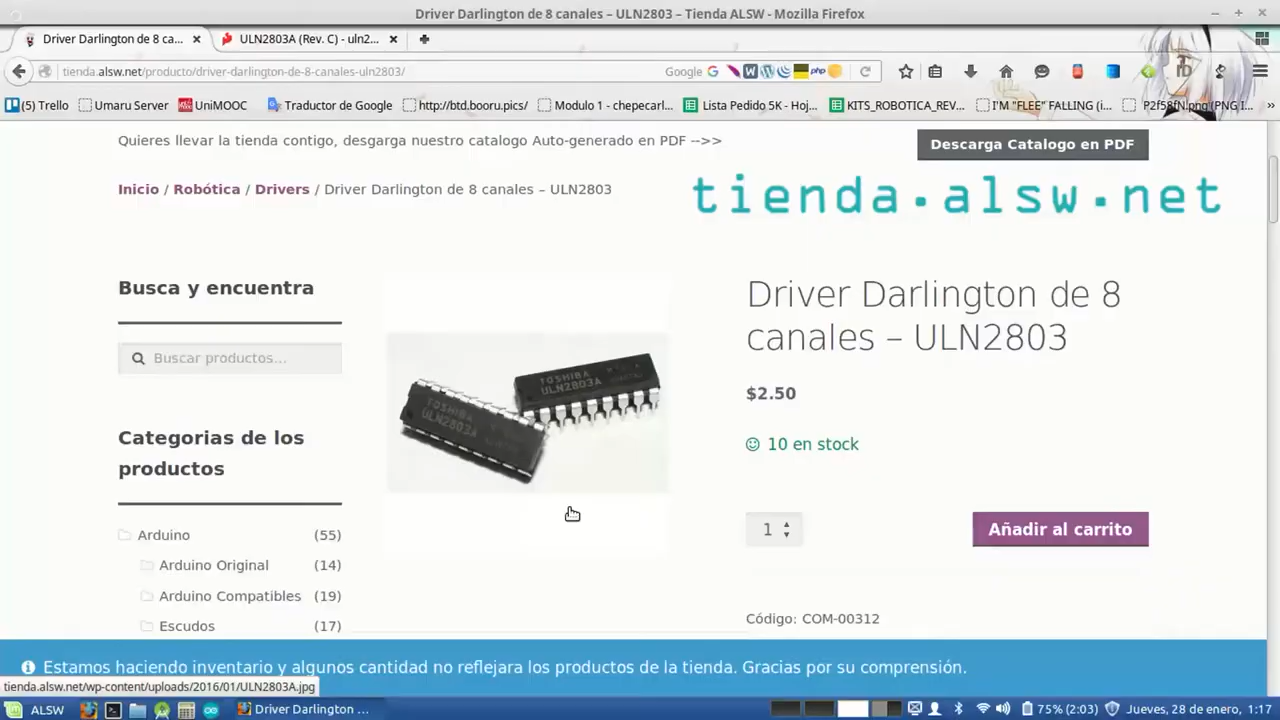 Driver Darlington de 8 canales – ULN2803 – Tienda ALSW - Mozilla Firefox
Driver Darlington de 8 ca...
ULN2803A (Rev. C) - uln2...
tienda.alsw.net/producto/driver-darlington-de-8-canales-uln2803/
Google
(5) Trello
Umaru Server
UniMOOC
Traductor de Google
http://btd.booru.pics/
Modulo 1 - chepecarl...
Lista Pedido 5K - Hoj...
KITS_ROBOTICA_REV...
I'M "FLEE" FALLING (i...
P2f58fN.png (PNG I...
Quieres llevar la tienda contigo, desgarga nuestro catalogo Auto-generado en PDF -->>
Descarga Catalogo en PDF
Inicio / Robótica / Drivers / Driver Darlington de 8 canales – ULN2803
tienda.alsw.net
Busca y encuentra
Buscar productos...
Categorias de los
productos
Arduino (55)
Arduino Original (14)
Arduino Compatibles (19)
Escudos (17)
TOSHIBA
ULN2803A
TOSHIBA
ULN2803A
Driver Darlington de 8
canales – ULN2803
$2.50
10 en stock
1
Añadir al carrito
Código: COM-00312
Estamos haciendo inventario y algunos cantidad no reflejara los productos de la tienda. Gracias por su comprensión.
tienda.alsw.net/wp-content/uploads/2016/01/ULN2803A.jpg
ALSW
Driver Darlington ...
75% (2:03)
Jueves, 28 de enero, 1:17